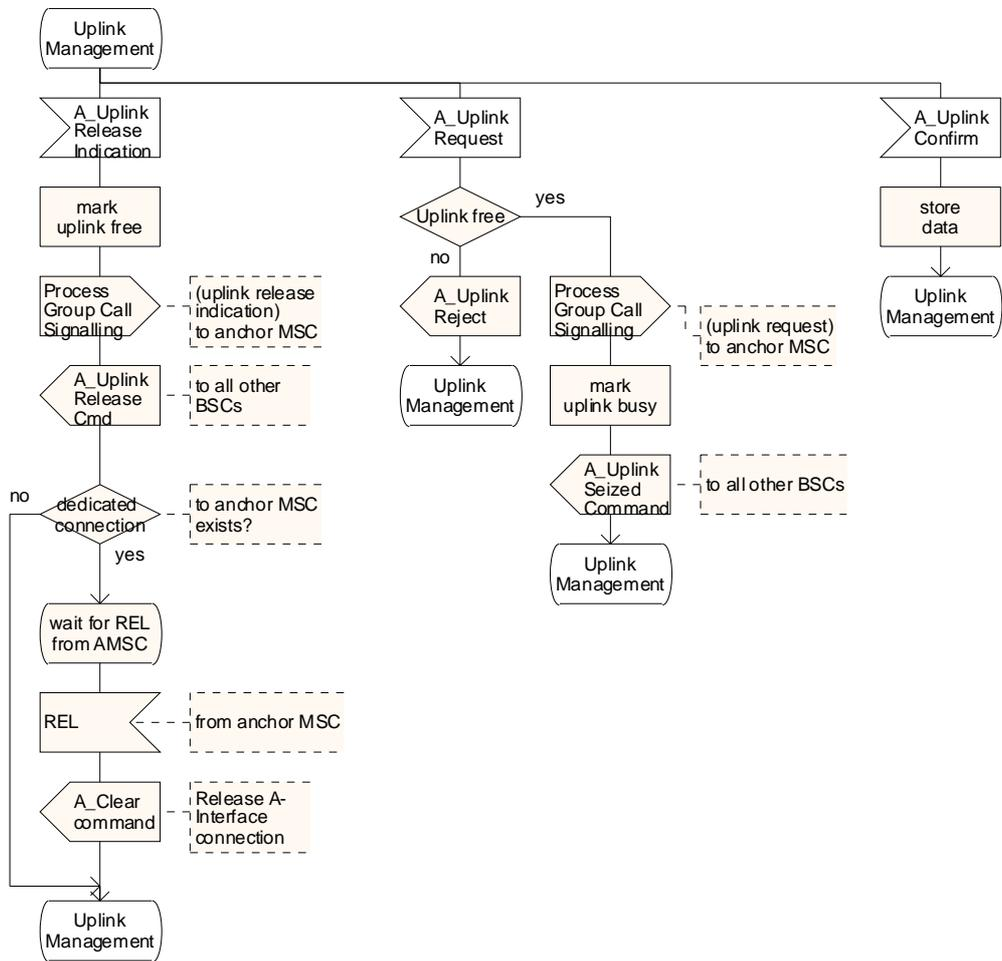 Uplink
Management
A_Uplink
Release
Indication
mark
uplink free
Process
Group Call
Signalling
(uplink release
indication)
to anchor MSC
A_Uplink
Release
Cmd
to all other
BSCs
no
dedicated
connection
to anchor MSC
exists?
yes
wait for REL
from AMSC
REL
from anchor MSC
A_Clear
command
Release A-
Interface
connection
Uplink
Management
A_Uplink
Request
Uplink free
yes
no
A_Uplink
Reject
Uplink
Management
Process
Group Call
Signalling
(uplink request)
to anchor MSC
mark
uplink busy
A_Uplink
Seized
Command
to all other BSCs
Uplink
Management
A_Uplink
Confirm
store
data
Uplink
Management